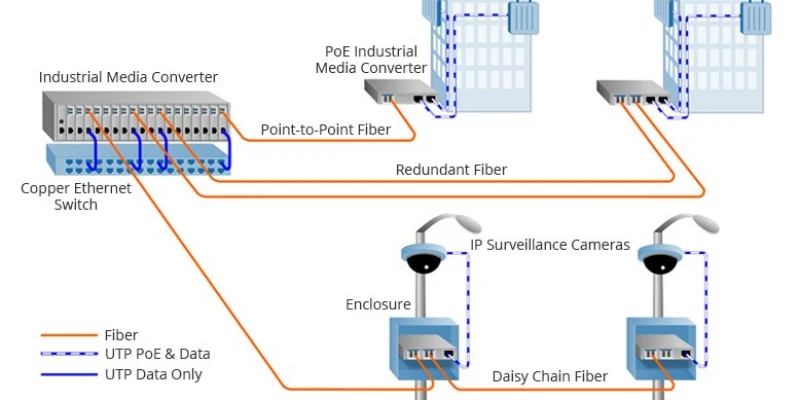 PoE Industrial
Media Converter
Industrial Media Converter
Point-to-Point Fiber
Redundant Fiber
Copper Ethernet
Switch
IP Surveillance Cameras
Enclosure
Fiber
UTP PoE & Data
UTP Data Only
Daisy Chain Fiber